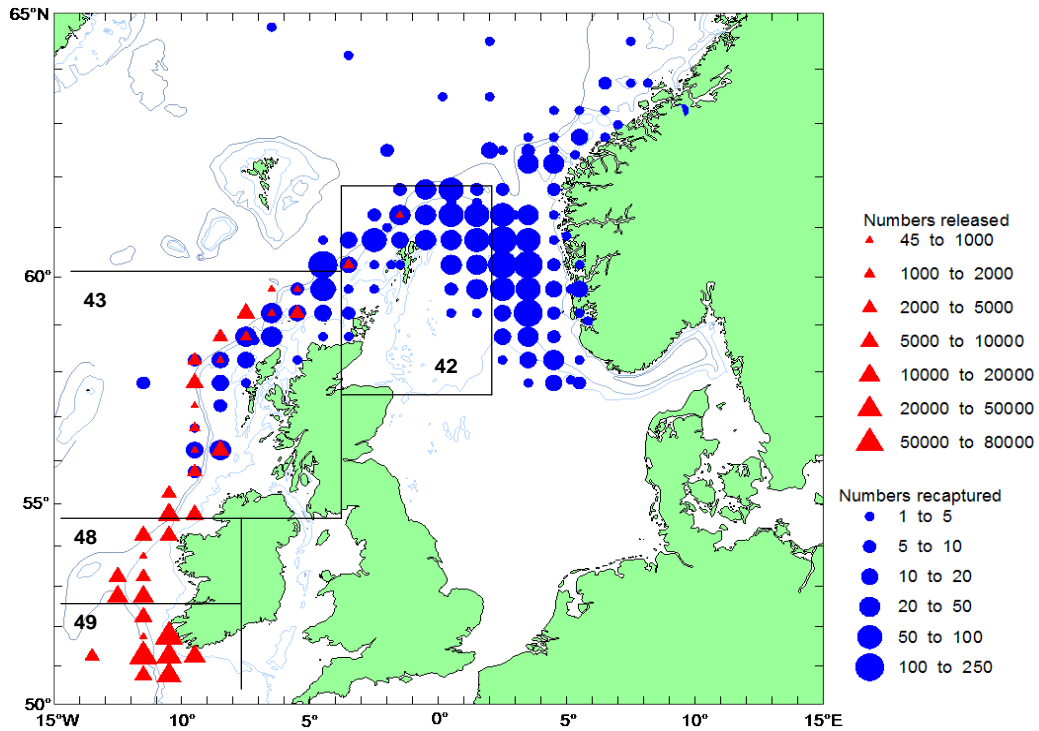 65°N
60°
55°
50°
15°W
10°
5°
0°
5°
10°
15°E
43
42
48
49
Numbers released
45 to 1000
1000 to 2000
2000 to 5000
5000 to 10000
10000 to 20000
20000 to 50000
50000 to 80000
Numbers recaptured
1 to 5
5 to 10
10 to 20
20 to 50
50 to 100
100 to 250